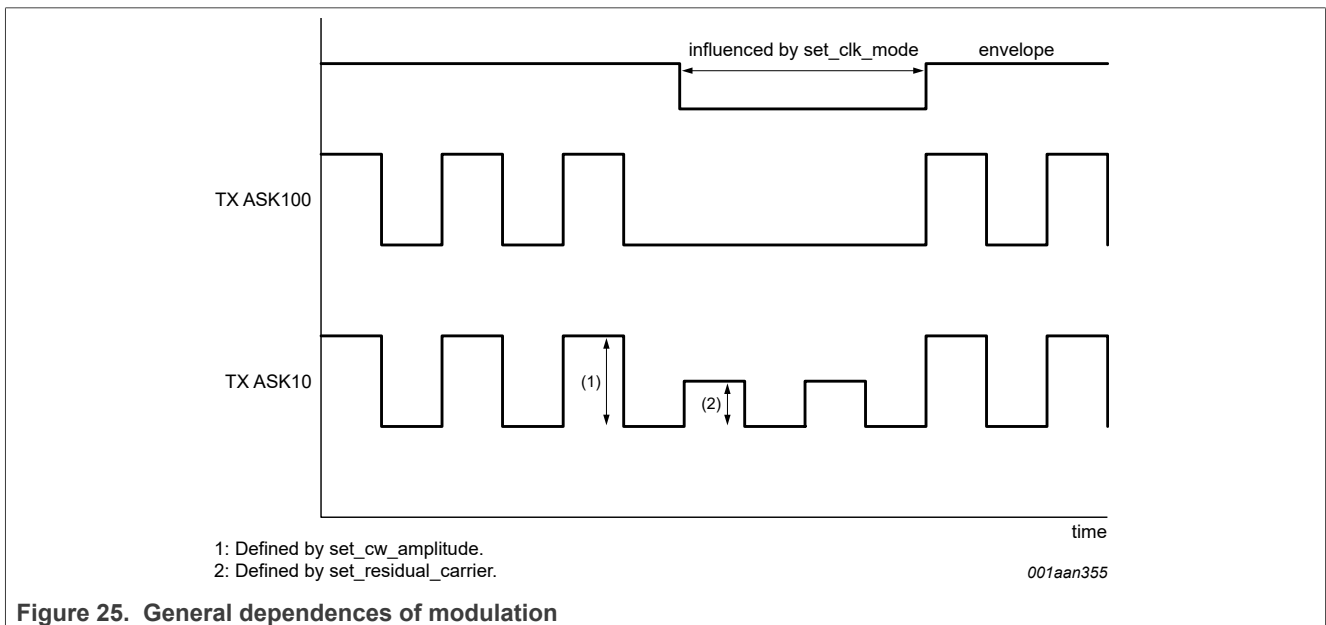 influenced by set_clk_mode
envelope
TX ASK100
TX ASK10
(1)
(2)
time
1: Defined by set_cw_amplitude.
2: Defined by set_residual_carrier.
001aan355
Figure 25. General dependences of modulation